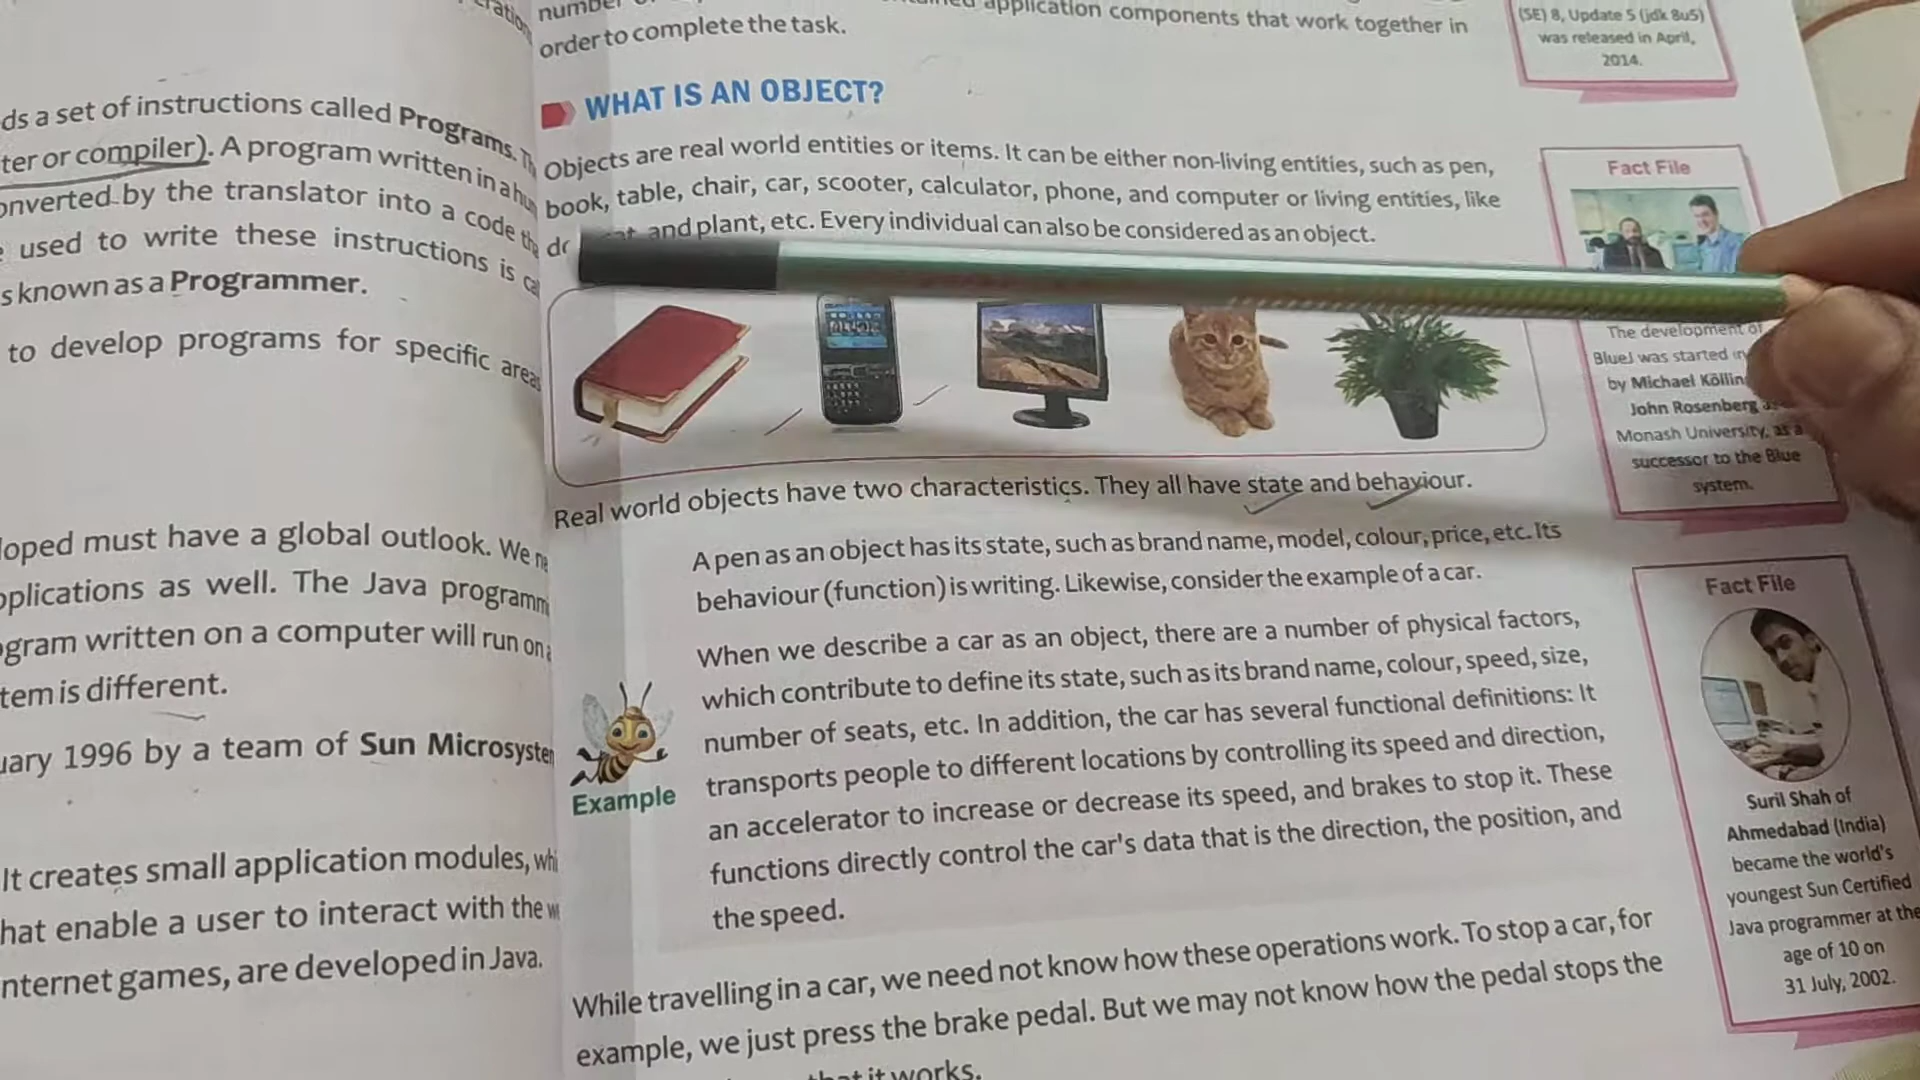 order to complete the task.
application components that work together in
WHAT IS AN OBJECT?
Objects are real world entities or items. It can be either non-living entities, such as pen,
book, table, chair, car, scooter, calculator, phone, and computer or living entities, like
and plant, etc. Every individual can also be considered as an object.
Real world objects have two characteristics. They all have state and behaviour.
A pen as an object has its state, such as brand name, model, colour, price, etc. Its
behaviour (function) is writing. Likewise, consider the example of a car.
When we describe a car as an object, there are a number of physical factors,
which contribute to define its state, such as its brand name, colour, speed, size,
number of seats, etc. In addition, the car has several functional definitions: It
transports people to different locations by controlling its speed and direction,
an accelerator to increase or decrease its speed, and brakes to stop it. These
functions directly control the car's data that is the direction, the position, and
the speed.
Example
While travelling in a car, we need not know how these operations work. To stop a car, for
example, we just press the brake pedal. But we may not know how the pedal stops the
it works.
ds a set of instructions called Programs.
ter or compiler). A program written in a
onverted by the translator into a code
used to write these instructions is
s known as a Programmer.
to develop programs for specific areas
loped must have a global outlook. We
pplications as well. The Java programm
gram written on a computer will run on
tem is different.
uary 1996 by a team of Sun Microsyste
It creates small application modules,
hat enable a user to interact with the
nternet games, are developed in Java.
(SE) 8, Update 5 (jdk 8u5)
was released in April,
2014.
Fact File
The development of
BlueJ was started
by Michael Köllin
John Rosenberg
Monash University, as a
successor to the Blue
system.
Fact File
Suril Shah of
Ahmedabad (India)
became the world's
youngest Sun Certified
Java programmer at the
age of 10 on
31 July, 2002.